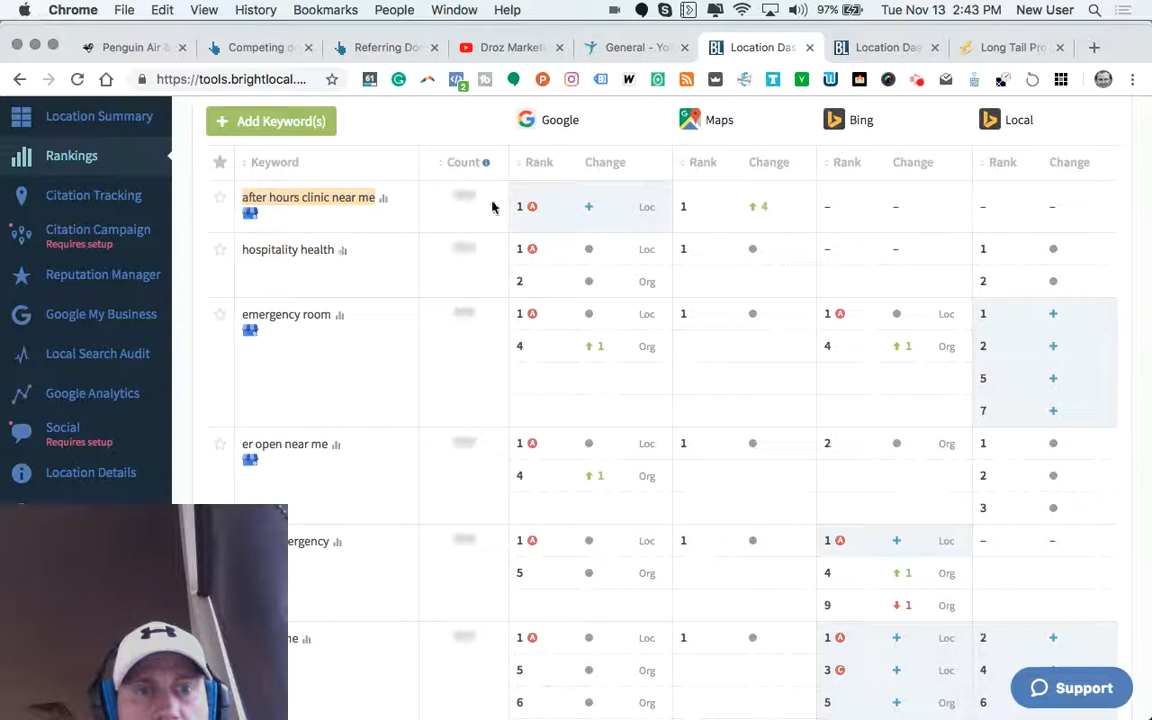 Chrome File Edit View History Bookmarks People Window Help 97% Tue Nov 13 2:43 PM New User
Penguin Air & Competing o Referring Do Droz Market General - Yo Location Das Location Das Long Tail Pro
https://tools.brightlocal....
Location Summary
Rankings
Citation Tracking
Citation Campaign
Requires setup
Reputation Manager
Google My Business
Local Search Audit
Google Analytics
Social
Requires setup
Location Details
+ Add Keyword(s) Google Maps Bing Local
Keyword Count Rank Change Rank Change Rank Change Rank Change
after hours clinic near me 1 A + Loc 1 4 – – – –
hospitality health 1 A Loc 1 – – 1
2 Org 2
emergency room 1 A Loc 1 1 A Loc 1 +
4 1 Org 4 1 Org 2 +
5 +
7 +
er open near me 1 A Loc 1 2 Org 1
4 1 Org 2
3
ergency 1 A Loc 1 1 A + Loc – –
5 Org 4 1 Org
9 1 Org
ne 1 A Loc 1 1 A + Loc 2 +
5 Org 3 C + Loc 4 +
6 Org 5 + Org 6
Support